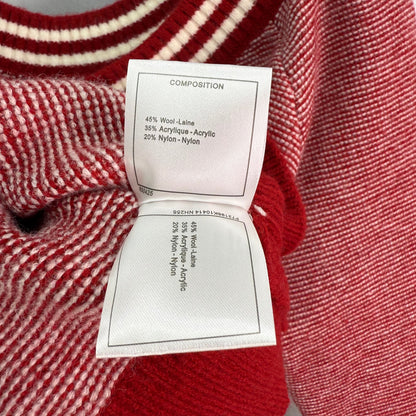 COMPOSITION
45% Wool -Laine
35% Acrylique - Acrylic
20% Nylon - Nylon
45% Wool -Laine
35% Acrylique - Acrylic
20% Nylon - Nylon